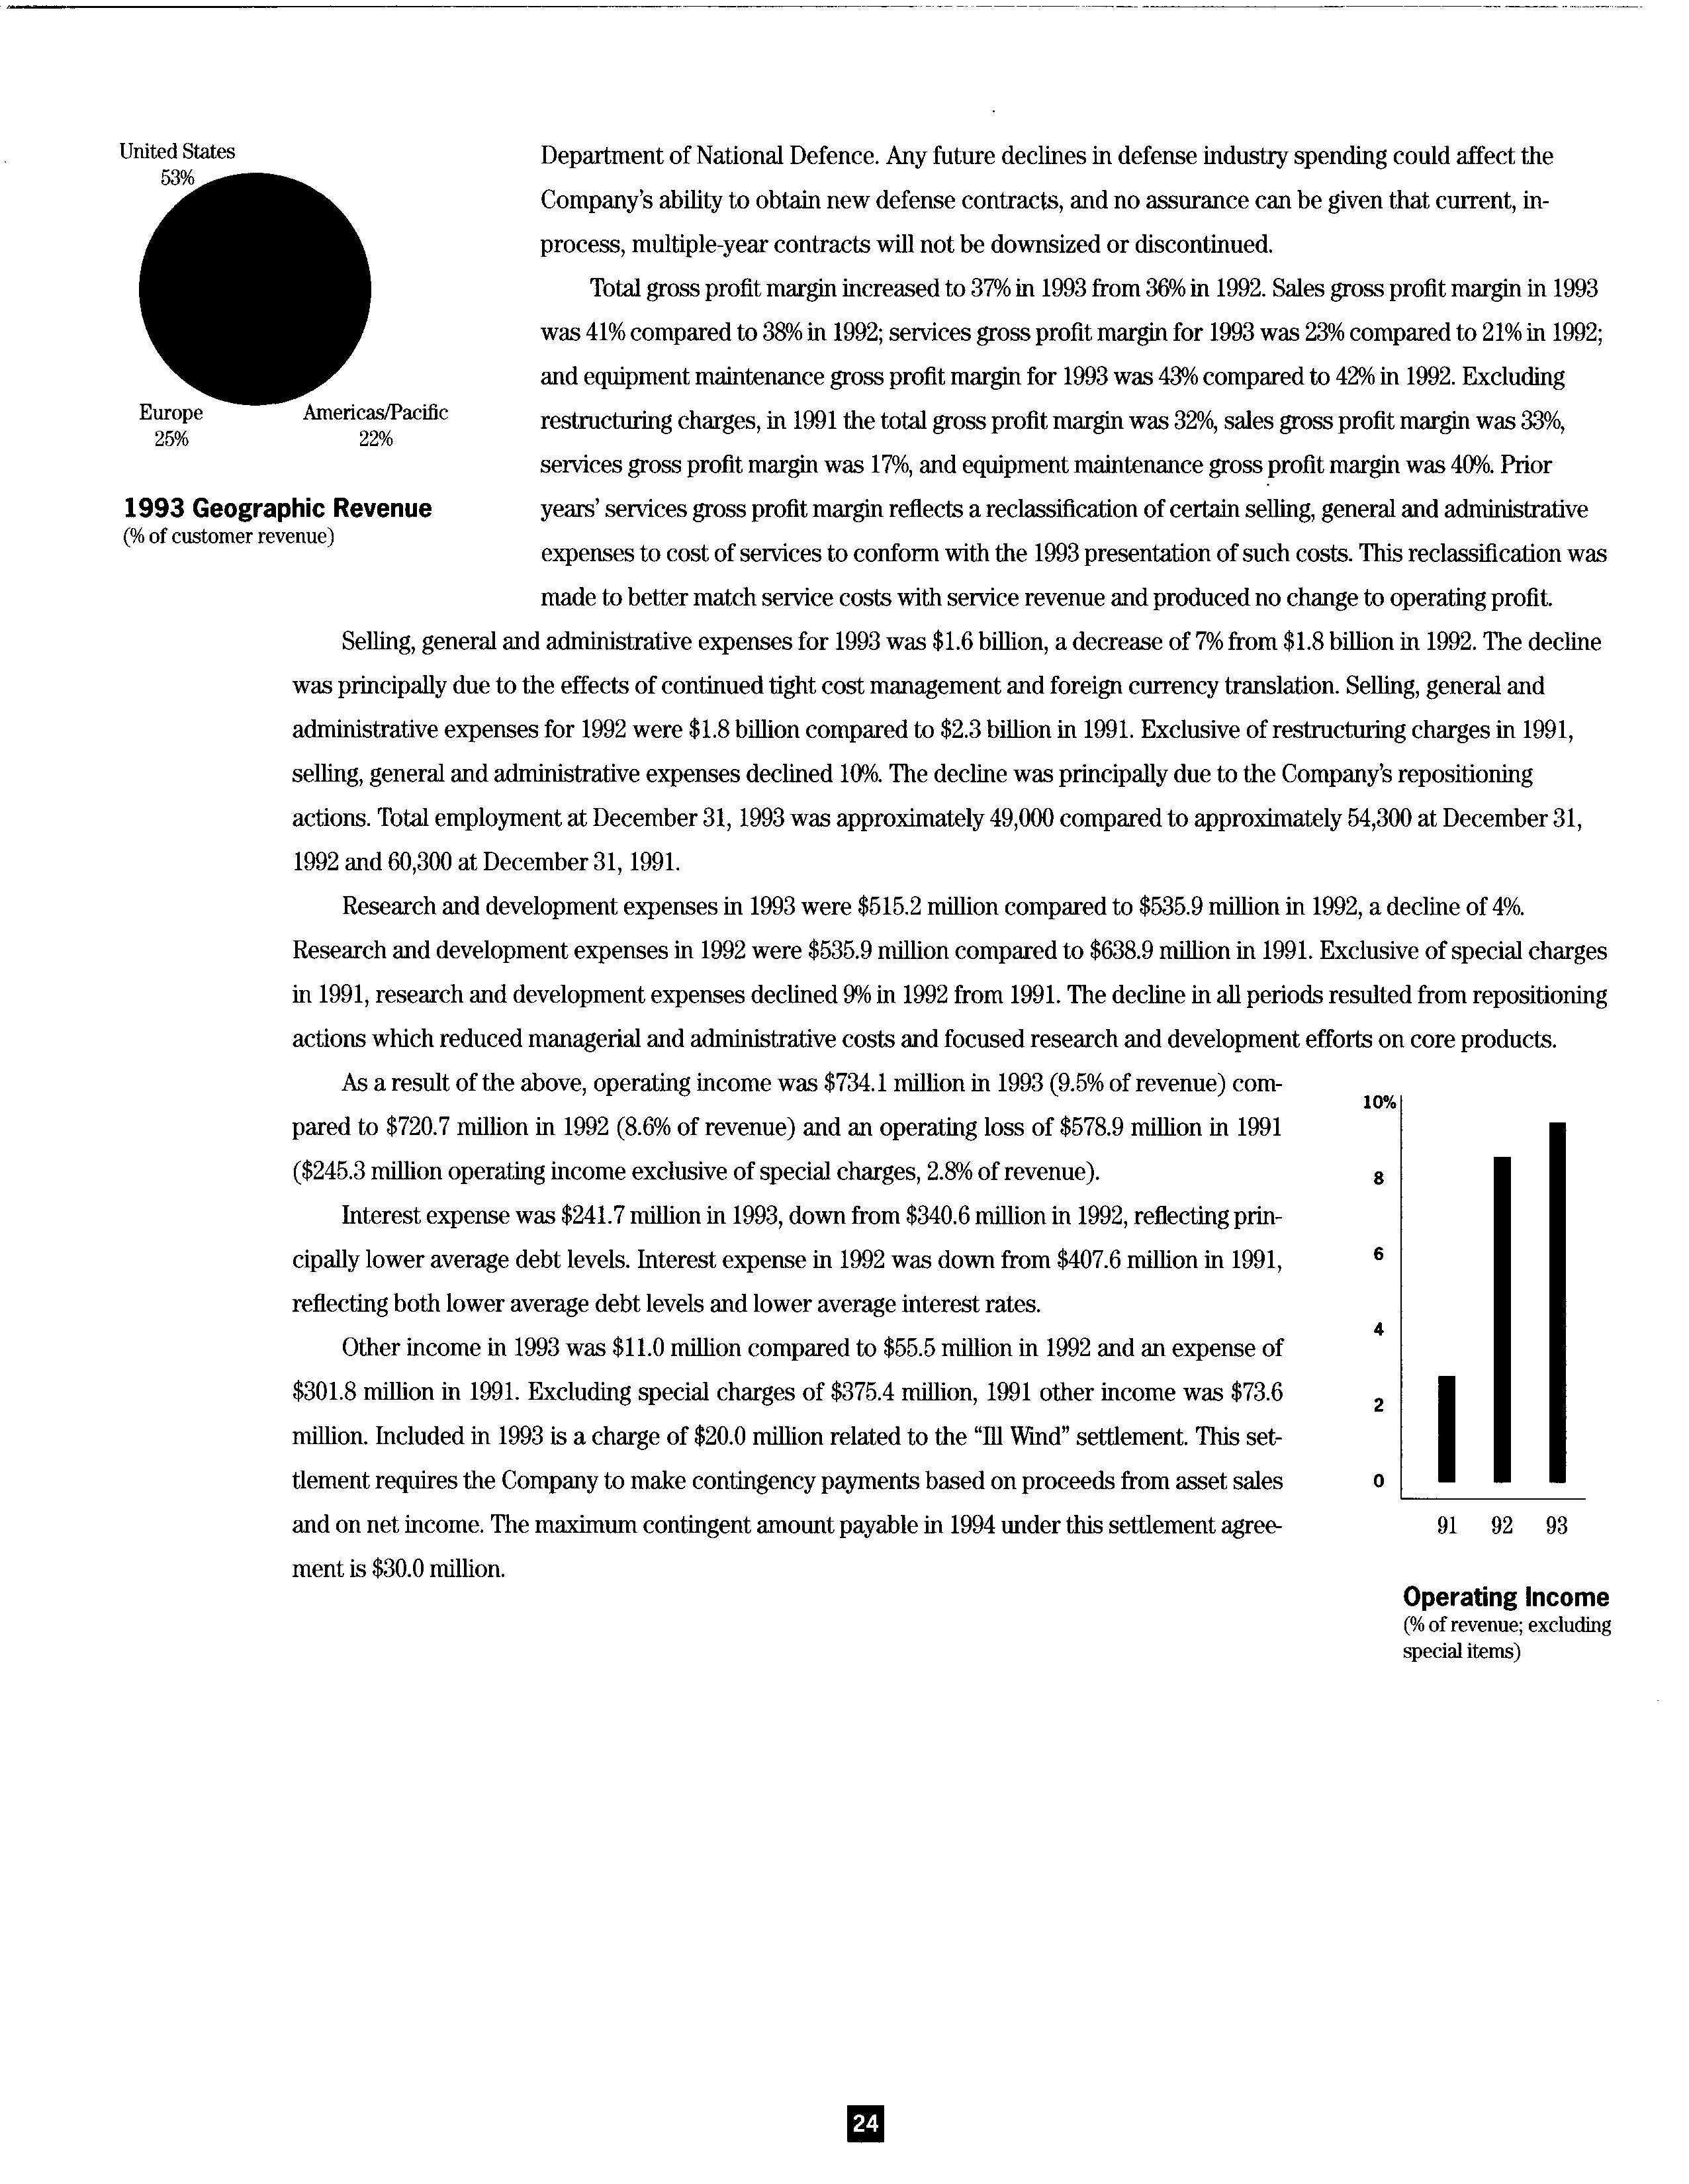 United States
53%
Europe
25%
Americas/Pacific
22%
1993 Geographic Revenue
(% of customer revenue)
Department of National Defence. Any future declines in defense industry spending could affect the
Company's ability to obtain new defense contracts, and no assurance can be given that current, in-
process, multiple-year contracts will not be downsized or discontinued.
Total gross profit margin increased to 37% in 1993 from 36% in 1992. Sales gross profit margin in 1993
was 41% compared to 38% in 1992; services gross profit margin for 1993 was 23% compared to 21% in 1992;
and equipment maintenance gross profit margin for 1993 was 43% compared to 42% in 1992. Excluding
restructuring charges, in 1991 the total gross profit margin was 32%, sales gross profit margin was 33%,
services gross profit margin was 17%, and equipment maintenance gross profit margin was 40%. Prior
years' services gross profit margin reflects a reclassification of certain selling, general and administrative
expenses to cost of services to conform with the 1993 presentation of such costs. This reclassification was
made to better match service costs with service revenue and produced no change to operating profit.
Selling, general and administrative expenses for 1993 was $1.6 billion, a decrease of 7% from $1.8 billion in 1992. The decline
was principally due to the effects of continued tight cost management and foreign currency translation. Selling, general and
administrative expenses for 1992 were $1.8 billion compared to $2.3 billion in 1991. Exclusive of restructuring charges in 1991,
selling, general and administrative expenses declined 10%. The decline was principally due to the Company's repositioning
actions. Total employment at December 31, 1993 was approximately 49,000 compared to approximately 54,300 at December 31,
1992 and 60,300 at December 31, 1991.
Research and development expenses in 1993 were $515.2 million compared to $535.9 million in 1992, a decline of 4%.
Research and development expenses in 1992 were $535.9 million compared to $638.9 million in 1991. Exclusive of special charges
in 1991, research and development expenses declined 9% in 1992 from 1991. The decline in all periods resulted from repositioning
actions which reduced managerial and administrative costs and focused research and development efforts on core products.
As a result of the above, operating income was $734.1 million in 1993 (9.5% of revenue) com-
pared to $720.7 million in 1992 (8.6% of revenue) and an operating loss of $578.9 million in 1991
($245.3 million operating income exclusive of special charges, 2.8% of revenue).
Interest expense was $241.7 million in 1993, down from $340.6 million in 1992, reflecting prin-
cipally lower average debt levels. Interest expense in 1992 was down from $407.6 million in 1991,
reflecting both lower average debt levels and lower average interest rates.
Other income in 1993 was $11.0 million compared to $55.5 million in 1992 and an expense of
$301.8 million in 1991. Excluding special charges of $375.4 million, 1991 other income was $73.6
million. Included in 1993 is a charge of $20.0 million related to the “Ill Wind” settlement. This set-
tlement requires the Company to make contingency payments based on proceeds from asset sales
and on net income. The maximum contingent amount payable in 1994 under this settlement agree-
ment is $30.0 million.
10%
8
6
4
2
0
91 92 93
Operating Income
(% of revenue; excluding
special items)
24